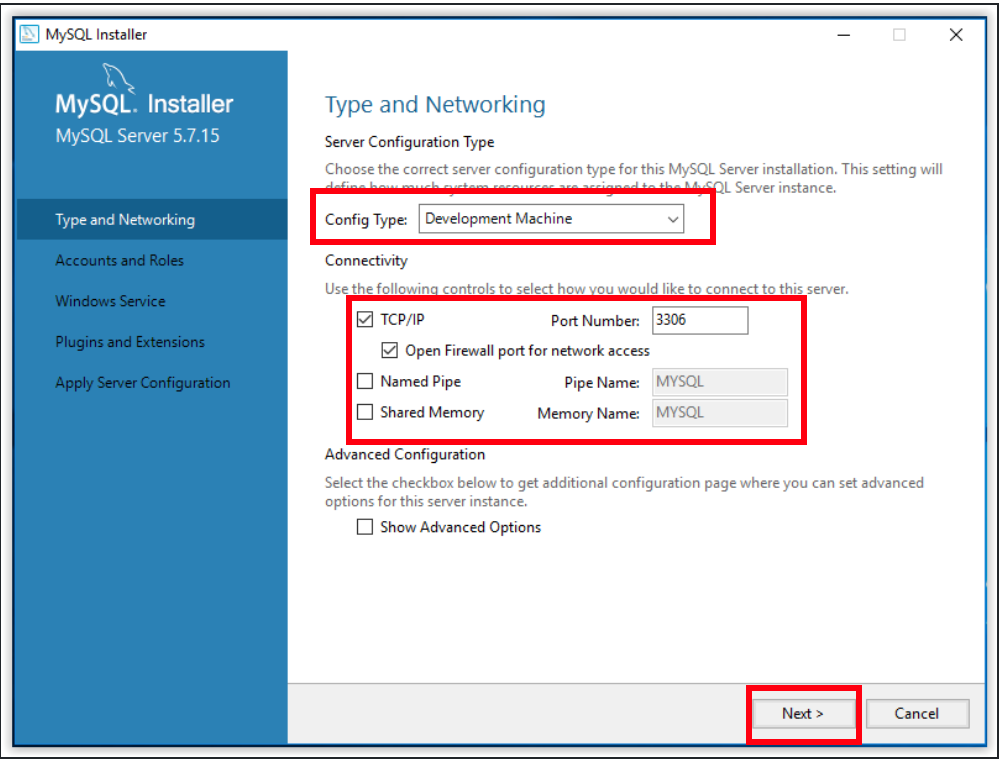 MySQL Installer
MySQL. Installer
MySQL Server 5.7.15
Type and Networking
Accounts and Roles
Windows Service
Plugins and Extensions
Apply Server Configuration
Type and Networking
Server Configuration Type
Choose the correct server configuration type for this MySQL Server installation. This setting will
define how much system resources are assigned to the MySQL Server instance.
Config Type: Development Machine
Connectivity
Use the following controls to select how you would like to connect to this server.
TCP/IP Port Number: 3306
Open Firewall port for network access
Named Pipe Pipe Name: MYSQL
Shared Memory Memory Name: MYSQL
Advanced Configuration
Select the checkbox below to get additional configuration page where you can set advanced
options for this server instance.
Show Advanced Options
Next > Cancel